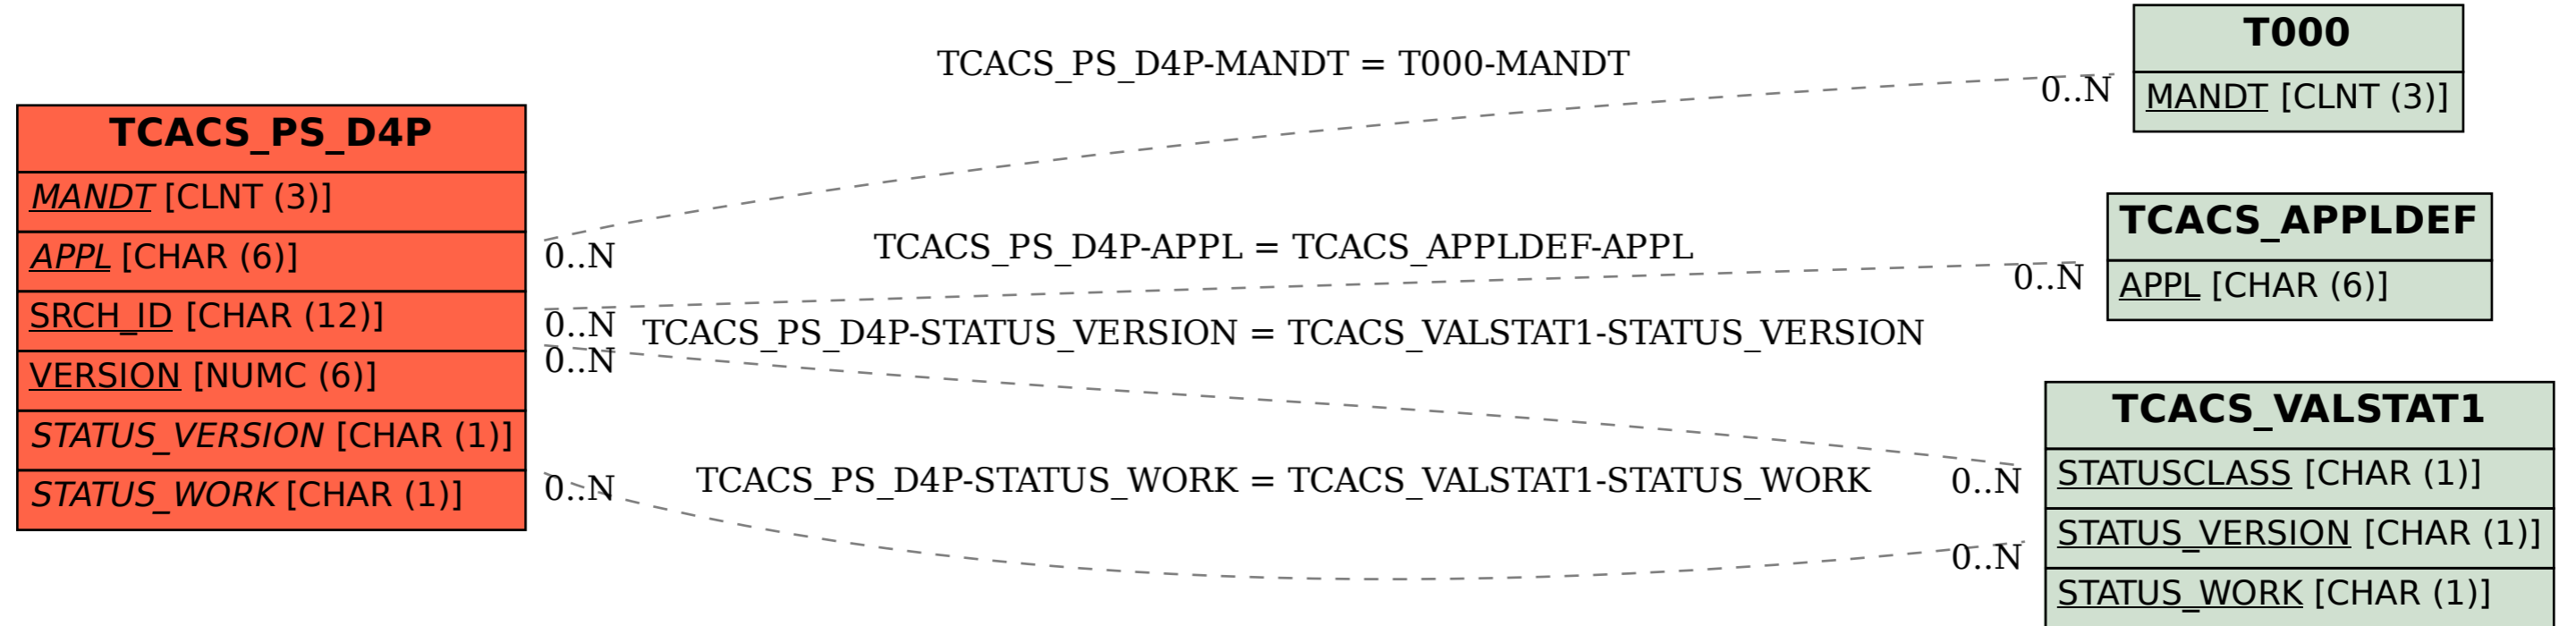 TCACS_PS_D4P
MANDT [CLNT (3)]
APPL [CHAR (6)]
SRCH_ID [CHAR (12)]
VERSION [NUMC (6)]
STATUS_VERSION [CHAR (1)]
STATUS_WORK [CHAR (1)]
TCACS_PS_D4P-MANDT = T000-MANDT
0..N
0..N
TCACS_PS_D4P-APPL = TCACS_APPLDEF-APPL
0..N
0..N
TCACS_PS_D4P-STATUS_VERSION = TCACS_VALSTAT1-STATUS_VERSION
0..N
0..N
TCACS_PS_D4P-STATUS_WORK = TCACS_VALSTAT1-STATUS_WORK
0..N
0..N
T000
MANDT [CLNT (3)]
TCACS_APPLDEF
APPL [CHAR (6)]
TCACS_VALSTAT1
STATUSCLASS [CHAR (1)]
STATUS_VERSION [CHAR (1)]
STATUS_WORK [CHAR (1)]